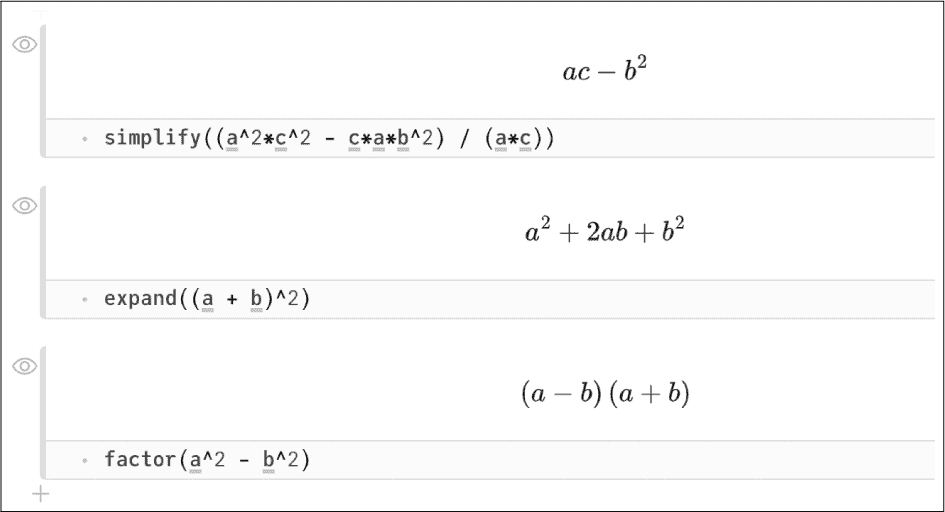 ac − b²
simplify((a^2*c^2 - c*a*b^2) / (a*c))
a² + 2ab + b²
expand((a + b)^2)
(a − b) (a + b)
factor(a^2 - b^2)